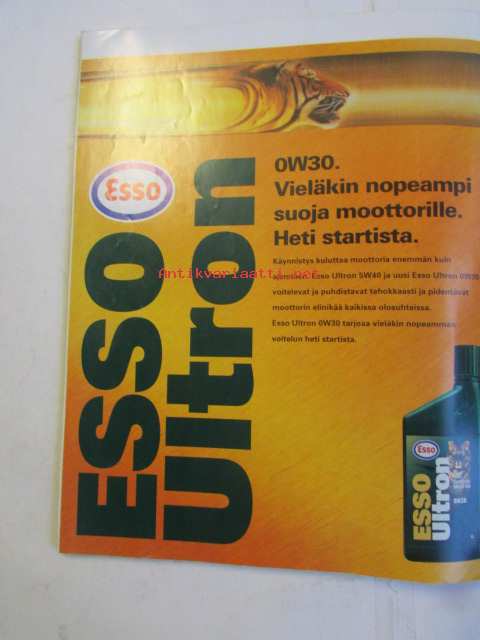 Esso
ESSO
Ultron
0W30.
Vieläkin nopeampi
suoja moottorille.
Heti startista.
Käynnistys kuluttaa moottoria enemmän kuin
Esso Ultron 5W40 ja uusi Esso Ultron 0W30
voitelevat ja puhdistavat tehokkaasti ja pidentävät
moottorin elinikää kaikissa olosuhteissa.
Esso Ultron 0W30 tarjoaa vieläkin nopeamman
voitelun heti startista.
Antikvariaatti.net
Esso
ESSO
Ultron
0W30